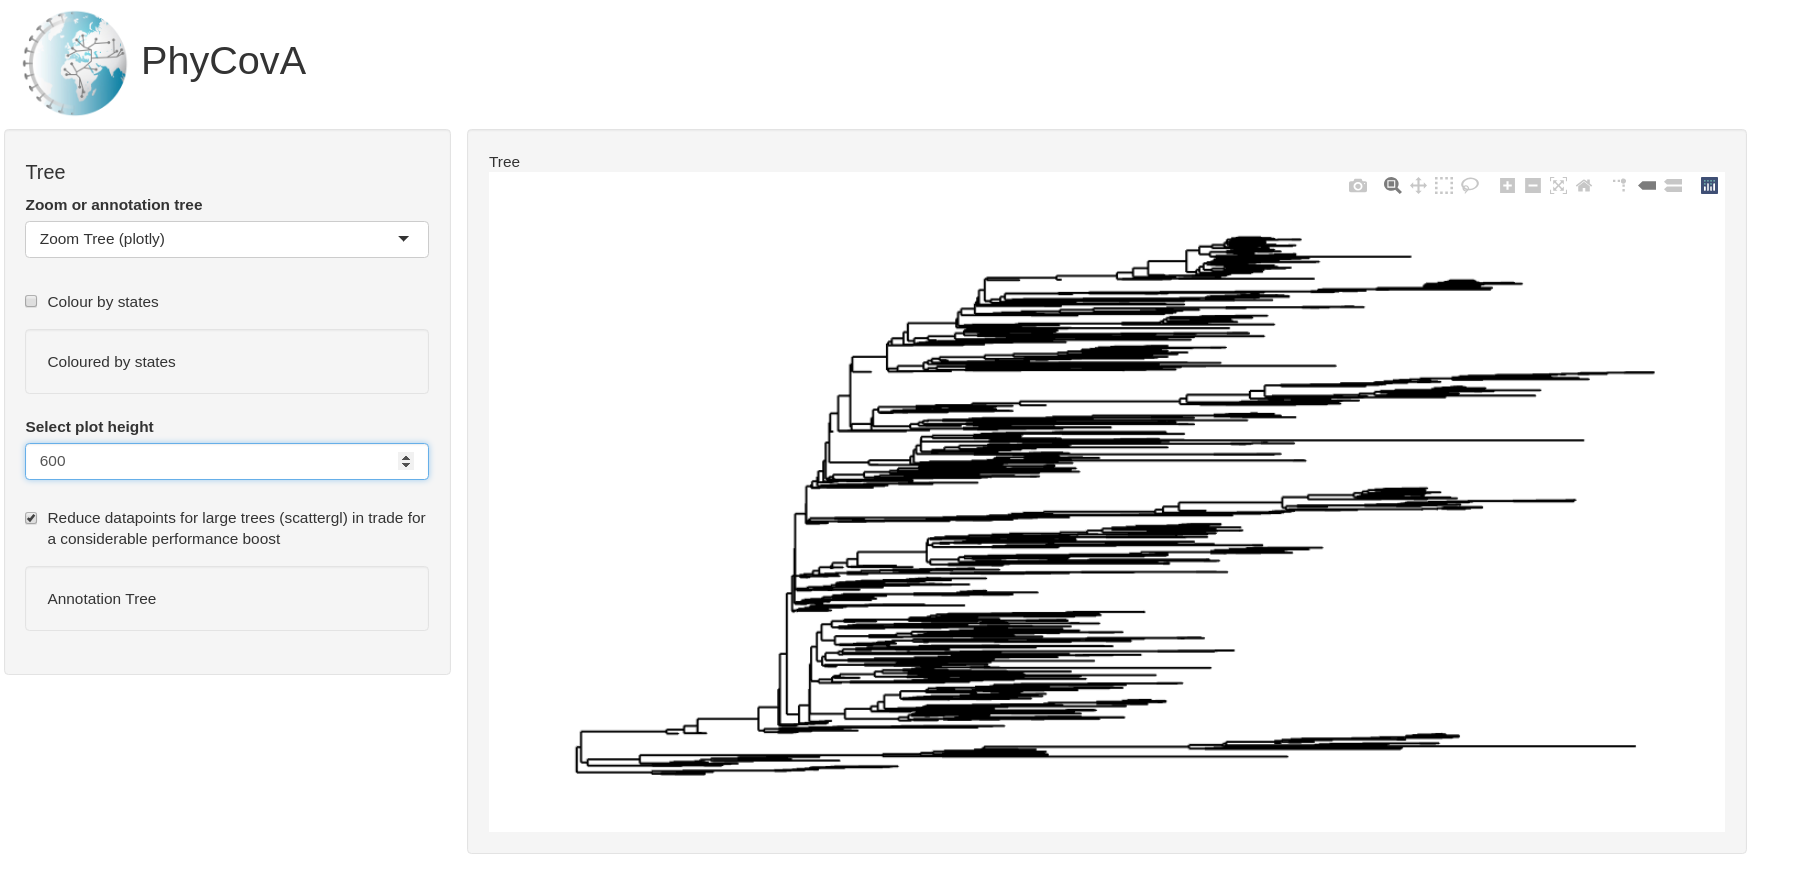 PhyCovA
Tree
Zoom or annotation tree
Zoom Tree (plotly)
Colour by states
Coloured by states
Select plot height
600
Reduce datapoints for large trees (scattergl) in trade for
a considerable performance boost
Annotation Tree
Tree